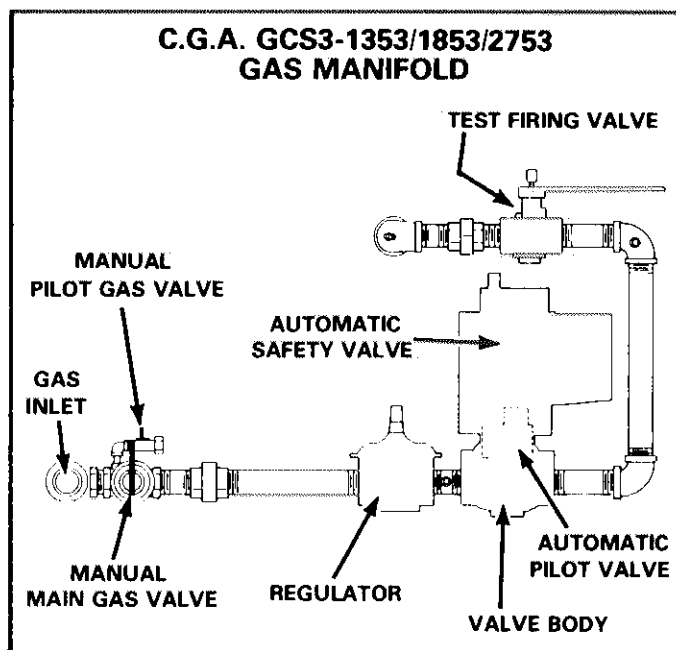 C.G.A. GCS3-1353/1853/2753
GAS MANIFOLD
TEST FIRING VALVE
MANUAL
PILOT GAS VALVE
AUTOMATIC
SAFETY VALVE
GAS
INLET
MANUAL
MAIN GAS VALVE
REGULATOR
AUTOMATIC
PILOT VALVE
VALVE BODY